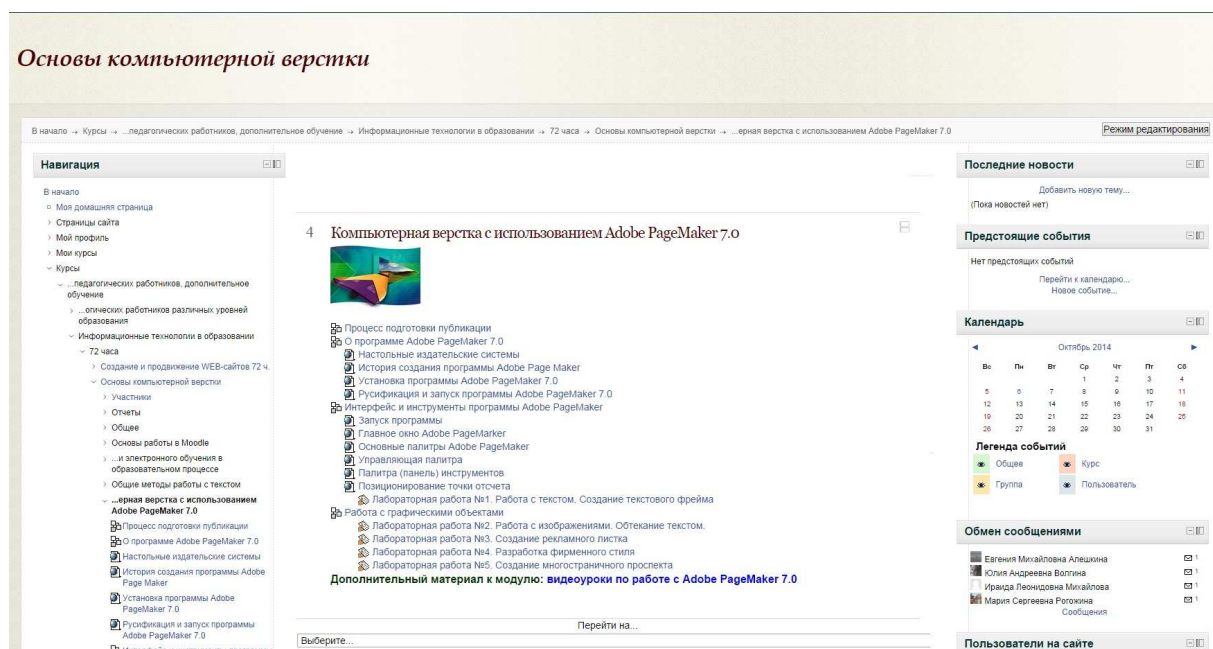 Основы компьютерной верстки
В начало → Курсы → ...педагогических работников, дополнительное обучение → Информационные технологии в образовании → 72 часа → Основы компьютерной верстки → ...ерная верстка с использованием Adobe PageMaker 7.0
Режим редактирования
Навигация
В начало
Моя домашняя страница
Страницы сайта
Мой профиль
Мои курсы
Курсы
...педагогических работников, дополнительное
обучение
...огических работников различных уровней
образования
Информационные технологии в образовании
72 часа
Создание и продвижение WEB-сайтов 72 ч.
Основы компьютерной верстки
Участники
Отчеты
Общее
Основы работы в Moodle
...и электронного обучения в
образовательном процессе
Общие методы работы с текстом
...ерная верстка с использованием
Adobe PageMaker 7.0
Процесс подготовки публикации
О программе Adobe PageMaker 7.0
Настольные издательские системы
История создания программы Adobe
Page Maker
Установка программы Adobe
PageMaker 7.0
Русификация и запуск программы
Adobe PageMaker 7.0
4 Компьютерная верстка с использованием Adobe PageMaker 7.0
Процесс подготовки публикации
О программе Adobe PageMaker 7.0
Настольные издательские системы
История создания программы Adobe Page Maker
Установка программы Adobe PageMaker 7.0
Русификация и запуск программы Adobe PageMaker 7.0
Интерфейс и инструменты программы Adobe PageMaker
Запуск программы
Главное окно Adobe PageMarker
Основные палитры Adobe PageMaker
Управляющая палитра
Палитра (панель) инструментов
Позиционирование точки отсчета
Лабораторная работа №1. Работа с текстом. Создание текстового фрейма
Работа с графическими объектами
Лабораторная работа №2. Работа с изображениями. Обтекание текстом.
Лабораторная работа №3. Создание рекламного листка
Лабораторная работа №4. Разработка фирменного стиля
Лабораторная работа №5. Создание многостраничного проспекта
Дополнительный материал к модулю: видеоуроки по работе с Adobe PageMaker 7.0
Перейти на...
Выберите...
Последние новости
Добавить новую тему...
(Пока новостей нет)
Предстоящие события
Нет предстоящих событий
Перейти к календарю...
Новое событие...
Календарь
◄ Октябрь 2014 ►
Вс Пн Вт Ср Чт Пт Сб
1 2 3 4
5 6 7 8 9 10 11
12 13 14 15 16 17 18
19 20 21 22 23 24 25
26 27 28 29 30 31
Легенда событий
Общее Курс
Группа Пользователь
Обмен сообщениями
Евгения Михайловна Алешкина 1
Юлия Андреевна Волгина 1
Ираида Леонидовна Михайлова 1
Мария Сергеевна Рогожина 1
Сообщения
Пользователи на сайте